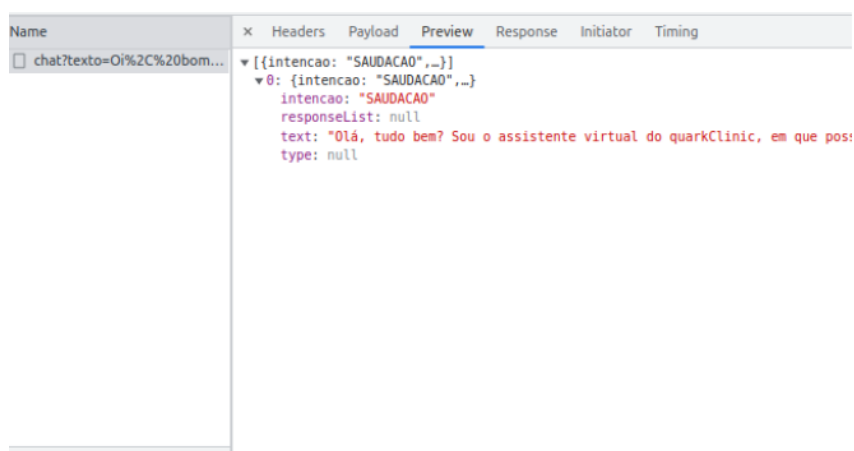 Name
× Headers Payload Preview Response Initiator Timing
chat?texto=Oi%2C%20bom...
▼[{intencao: "SAUDACAO",…}]
▼0: {intencao: "SAUDACAO",…}
intencao: "SAUDACAO"
responseList: null
text: "Olá, tudo bem? Sou o assistente virtual do quarkClinic, em que
type: null